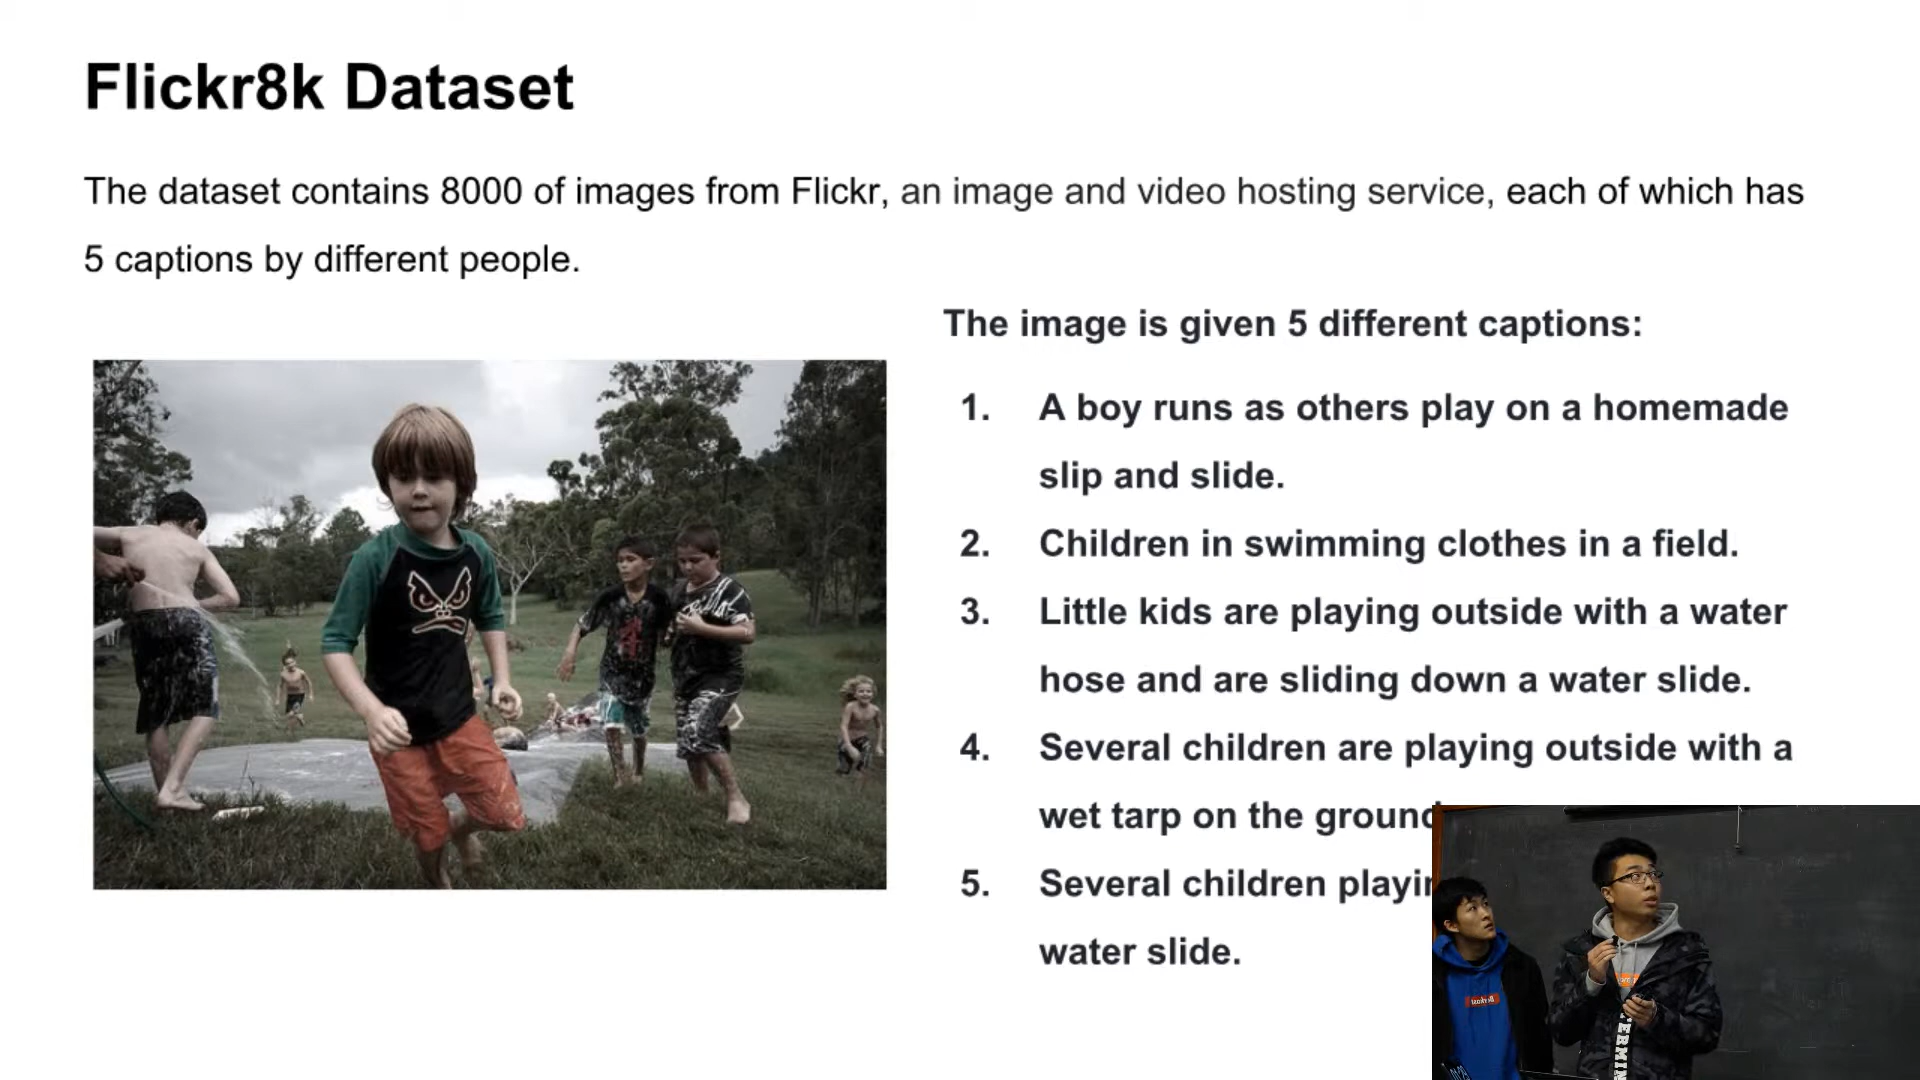 Flickr8k Dataset
The dataset contains 8000 of images from Flickr, an image and video hosting service, each of which has
5 captions by different people.
The image is given 5 different captions:
1. A boy runs as others play on a homemade
slip and slide.
2. Children in swimming clothes in a field.
3. Little kids are playing outside with a water
hose and are sliding down a water slide.
4. Several children are playing outside with a
wet tarp on the ground
5. Several children
water slide.